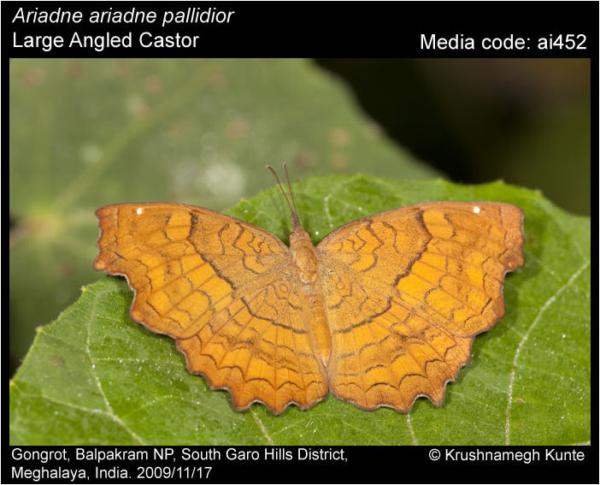 Ariadne ariadne pallidior
Large Angled Castor
Media code: ai452
Gongrot, Balpakram NP, South Garo Hills District,
Meghalaya, India. 2009/11/17
© Krushnamegh Kunte